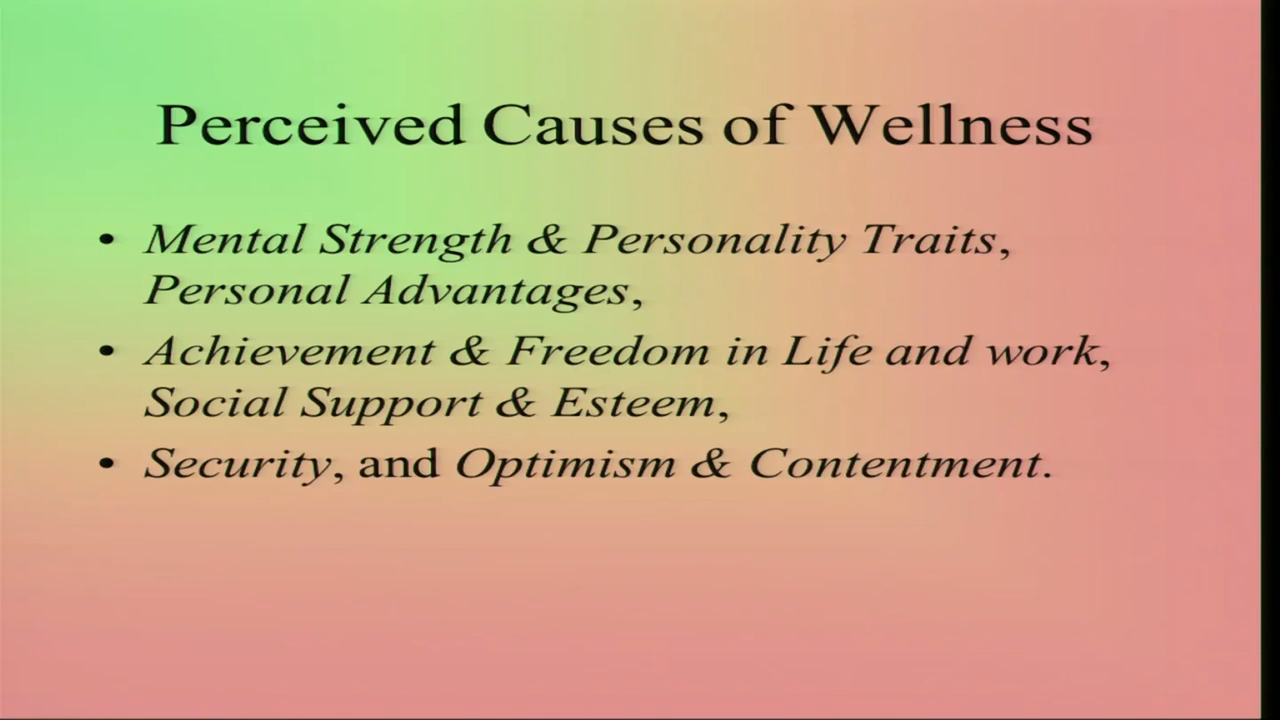 Perceived Causes of Wellness
• Mental Strength & Personality Traits,
Personal Advantages,
• Achievement & Freedom in Life and work,
Social Support & Esteem,
• Security, and Optimism & Contentment.